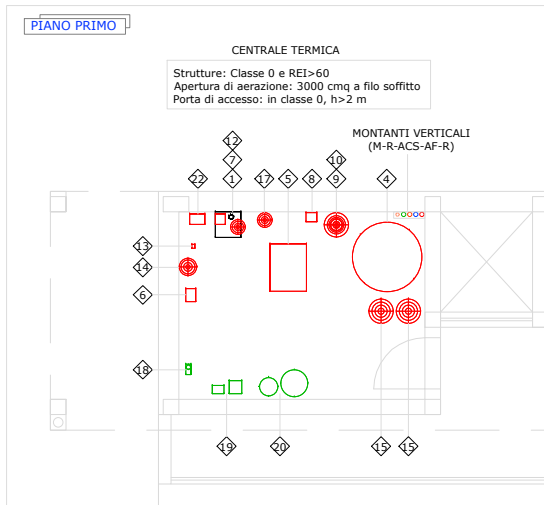 PIANO PRIMO
CENTRALE TERMICA
Strutture: Classe 0 e REI>60
Apertura di aerazione: 3000 cmq a filo soffitto
Porta di accesso: in classe 0, h>2 m
MONTANTI VERTICALI
(M-R-ACS-AF-R)
12
7
10
22
1
17
5
8
9
4
13
14
6
18
19
20
15
15